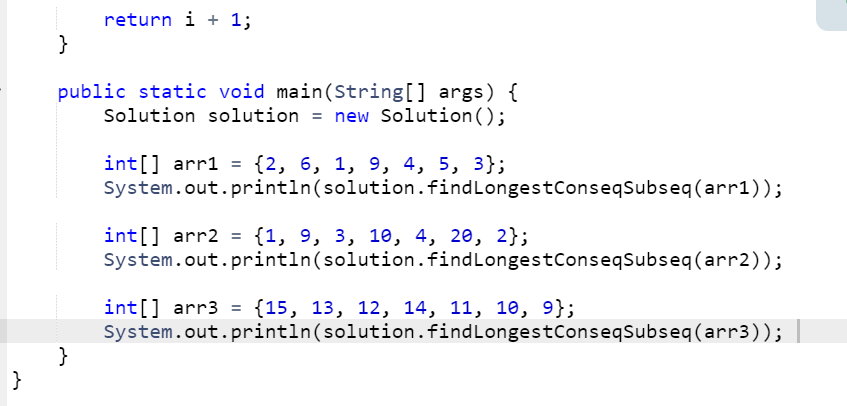 return i + 1;
}
public static void main(String[] args) {
Solution solution = new Solution();
int[] arr1 = {2, 6, 1, 9, 4, 5, 3};
System.out.println(solution.findLongestConseqSubseq(arr1));
int[] arr2 = {1, 9, 3, 10, 4, 20, 2};
System.out.println(solution.findLongestConseqSubseq(arr2));
int[] arr3 = {15, 13, 12, 14, 11, 10, 9};
System.out.println(solution.findLongestConseqSubseq(arr3));
}
}